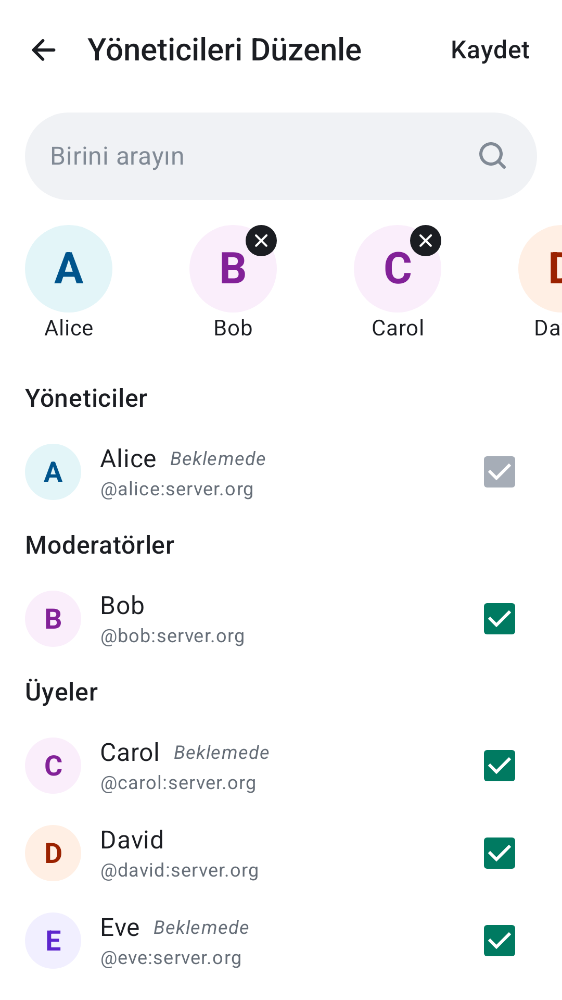 Yöneticileri Düzenle
Kaydet
Birini arayın
A
B
C
D
Alice
Bob
Carol
Da
Yöneticiler
A
Alice Beklemede
@alice:server.org
Moderatörler
B
Bob
@bob:server.org
Üyeler
C
Carol Beklemede
@carol:server.org
D
David
@david:server.org
E
Eve Beklemede
@eve:server.org